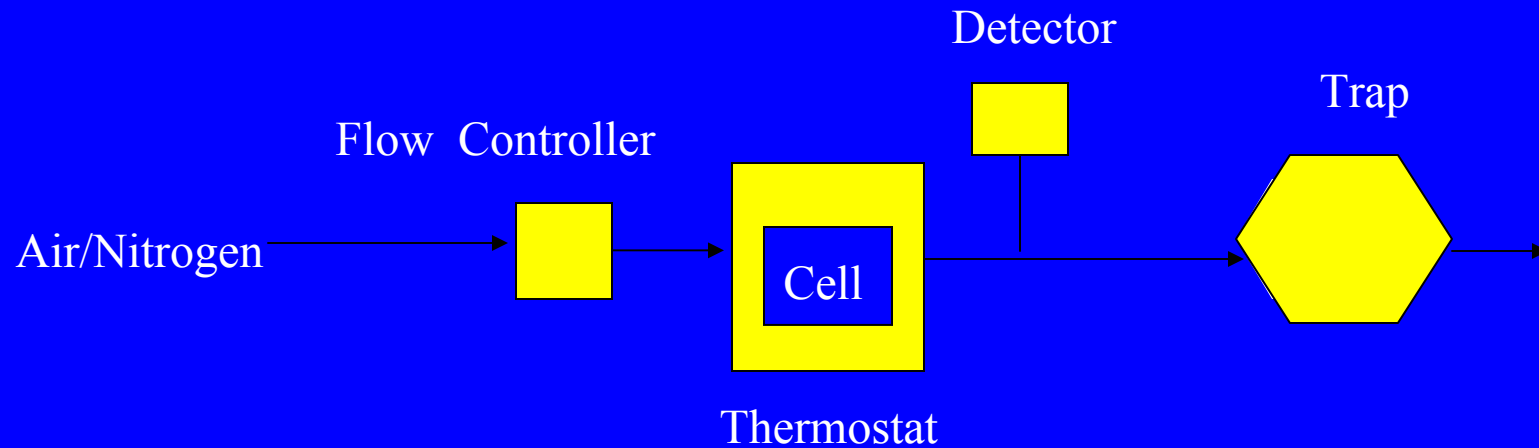 Detector
Trap
Flow Controller
Air/Nitrogen
Cell
Thermostat